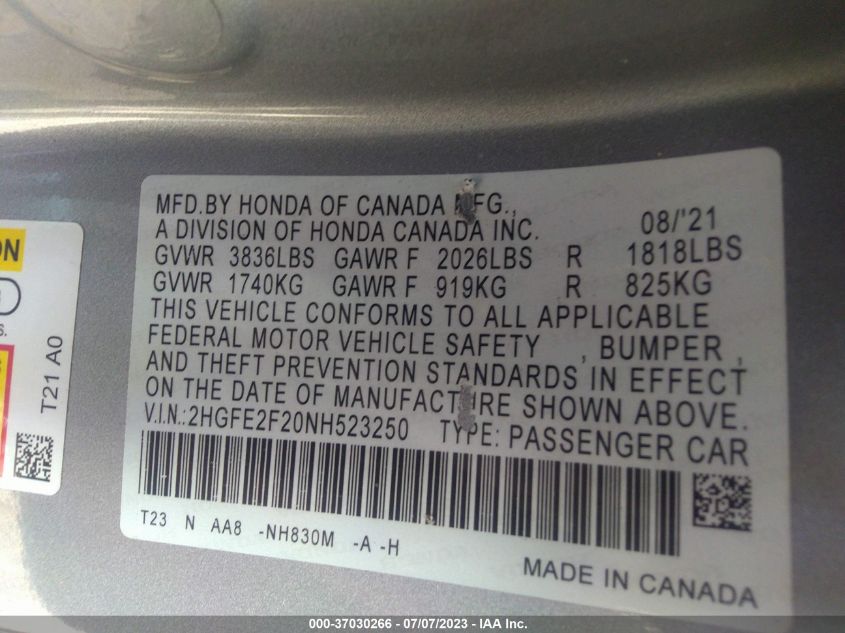 MFD.BY HONDA OF CANADA MFG.,
A DIVISION OF HONDA CANADA INC. 08/'21
GVWR 3836LBS GAWR F 2026LBS R 1818LBS
GVWR 1740KG GAWR F 919KG R 825KG
THIS VEHICLE CONFORMS TO ALL APPLICABLE
FEDERAL MOTOR VEHICLE SAFETY , BUMPER ,
AND THEFT PREVENTION STANDARDS IN EFFECT
ON THE DATE OF MANUFACTURE SHOWN ABOVE.
V.I.N.:2HGFE2F20NH523250 TYPE: PASSENGER CAR
T23 N AA8 -NH830M -A -H
MADE IN CANADA
ON
S.
T21 A0
000-37030266 - 07/07/2023 - IAA Inc.